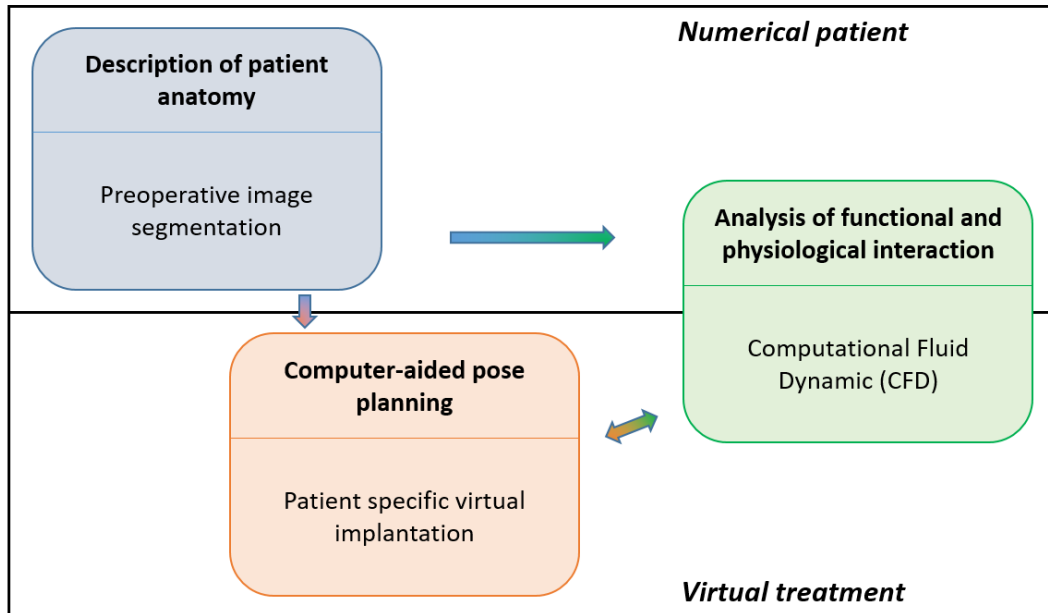 Numerical patient
Description of patient
anatomy
Preoperative image
segmentation
Analysis of functional and
physiological interaction
Computational Fluid
Dynamic (CFD)
Computer-aided pose
planning
Patient specific virtual
implantation
Virtual treatment